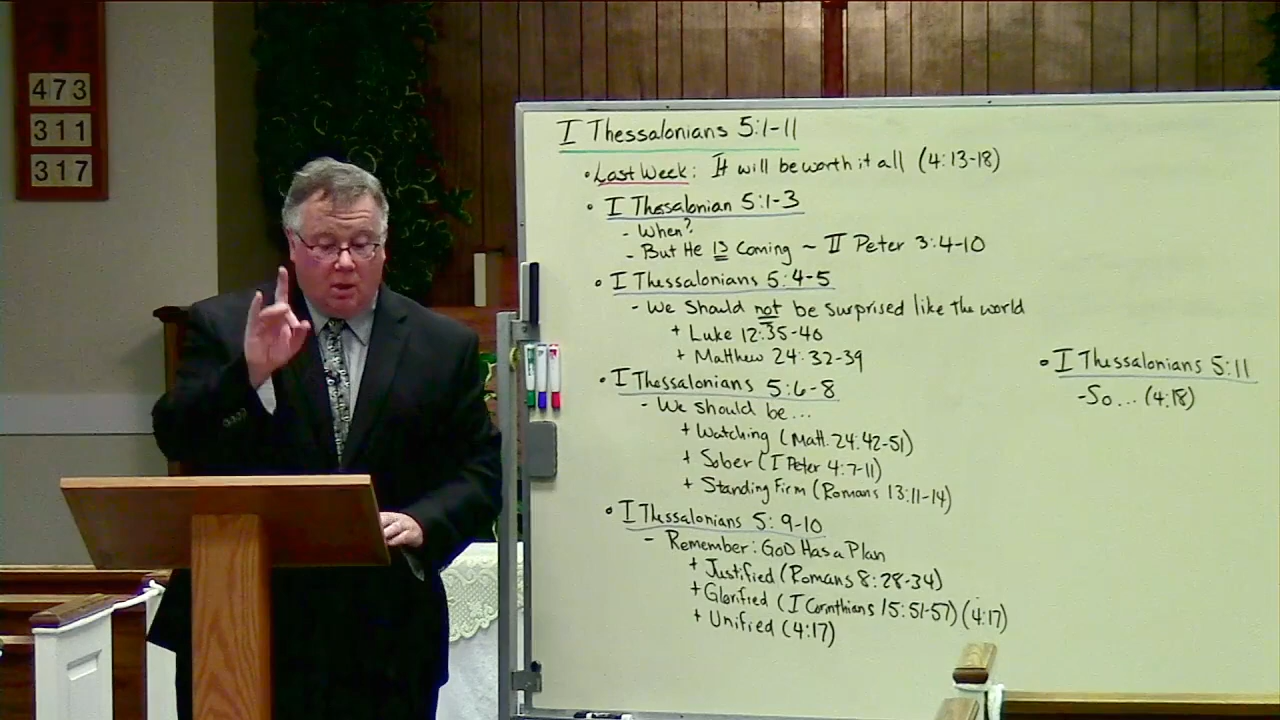 473
311
317
I Thessalonians 5:1-11
• Last Week: It will be worth it all (4:13-18)
• I Thessalonian 5:1-3
- When?
- But He is Coming ~ II Peter 3:4-10
• I Thessalonians 5:4-5
- We Should not be surprised like the world
+ Luke 12:35-40
+ Matthew 24:32-39
• I Thessalonians 5:6-8
- We should be...
+ Watching (Matt. 24:42-51)
+ Sober (I Peter 4:7-11)
+ Standing Firm (Romans 13:11-14)
• I Thessalonians 5:9-10
- Remember: God Has a Plan
+ Justified (Romans 8:28-34)
+ Glorified (I Corinthians 15:51-57) (4:17)
+ Unified (4:17)
• I Thessalonians 5:11
- So... (4:18)